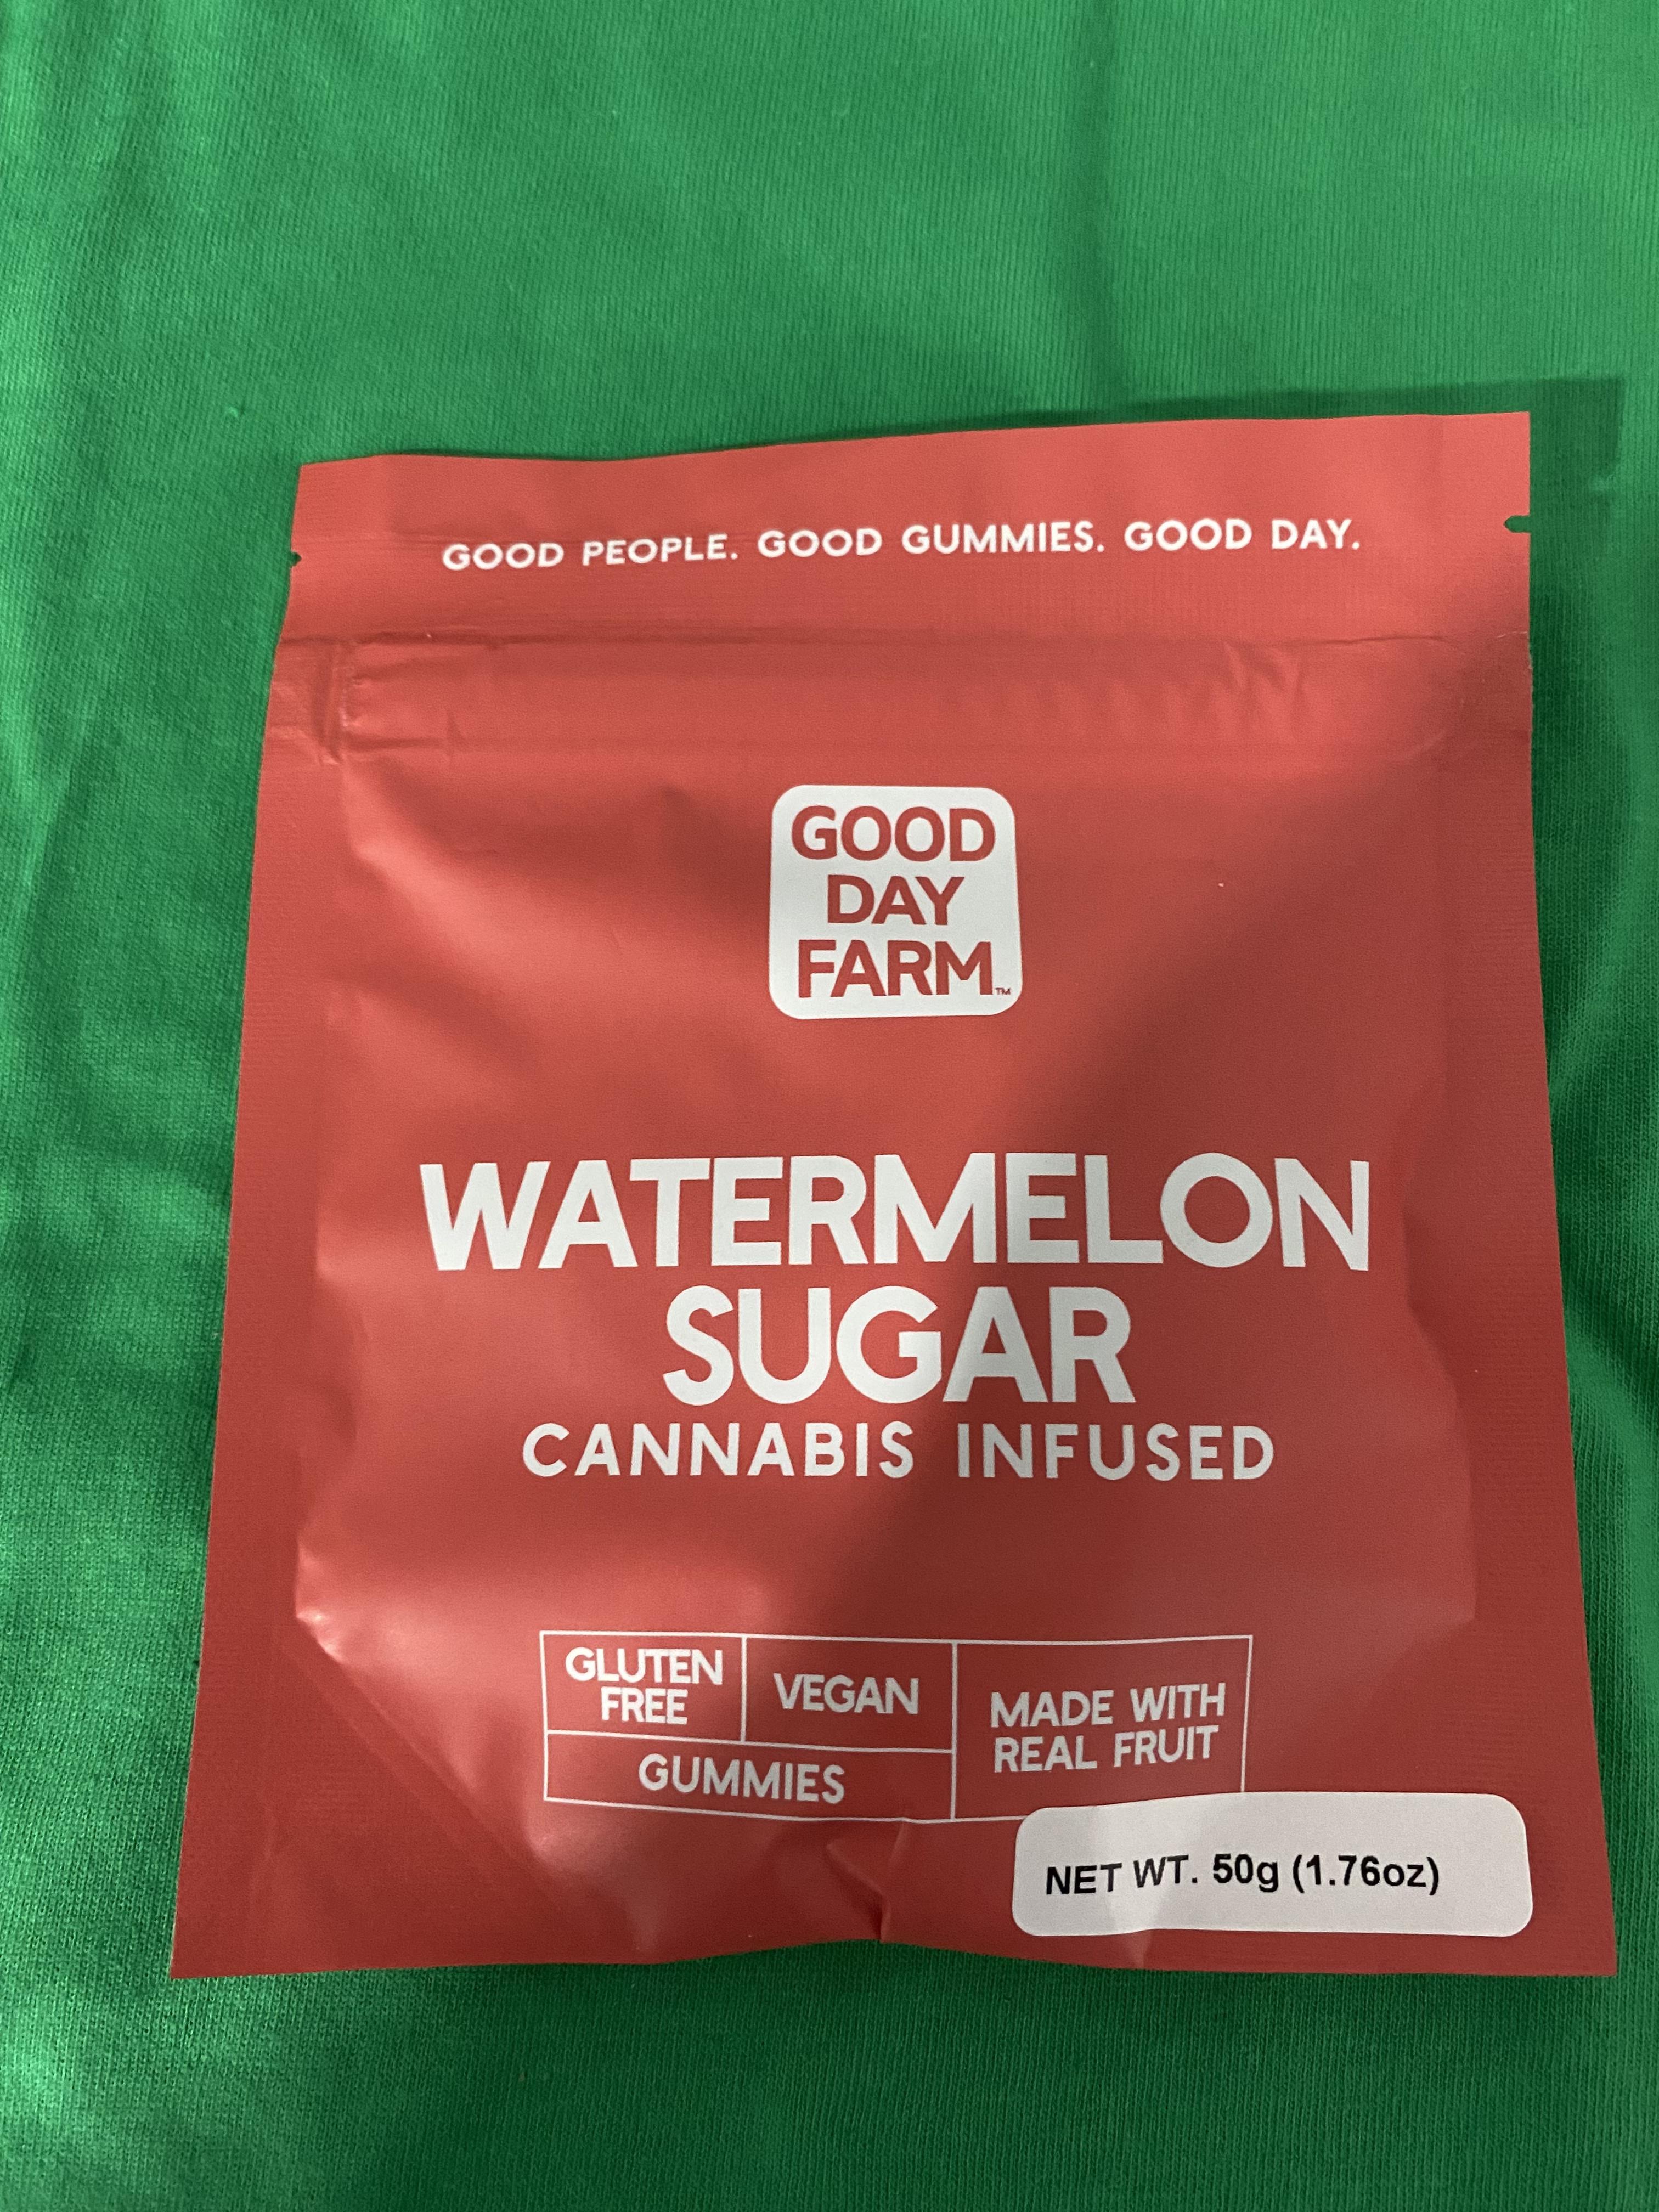 GOOD PEOPLE. GOOD GUMMIES. GOOD DAY.
GOOD
DAY
FARM™
WATERMELON
SUGAR
CANNABIS INFUSED
GLUTEN
FREE
VEGAN
GUMMIES
MADE WITH
REAL FRUIT
NET WT. 50g (1.76oz)